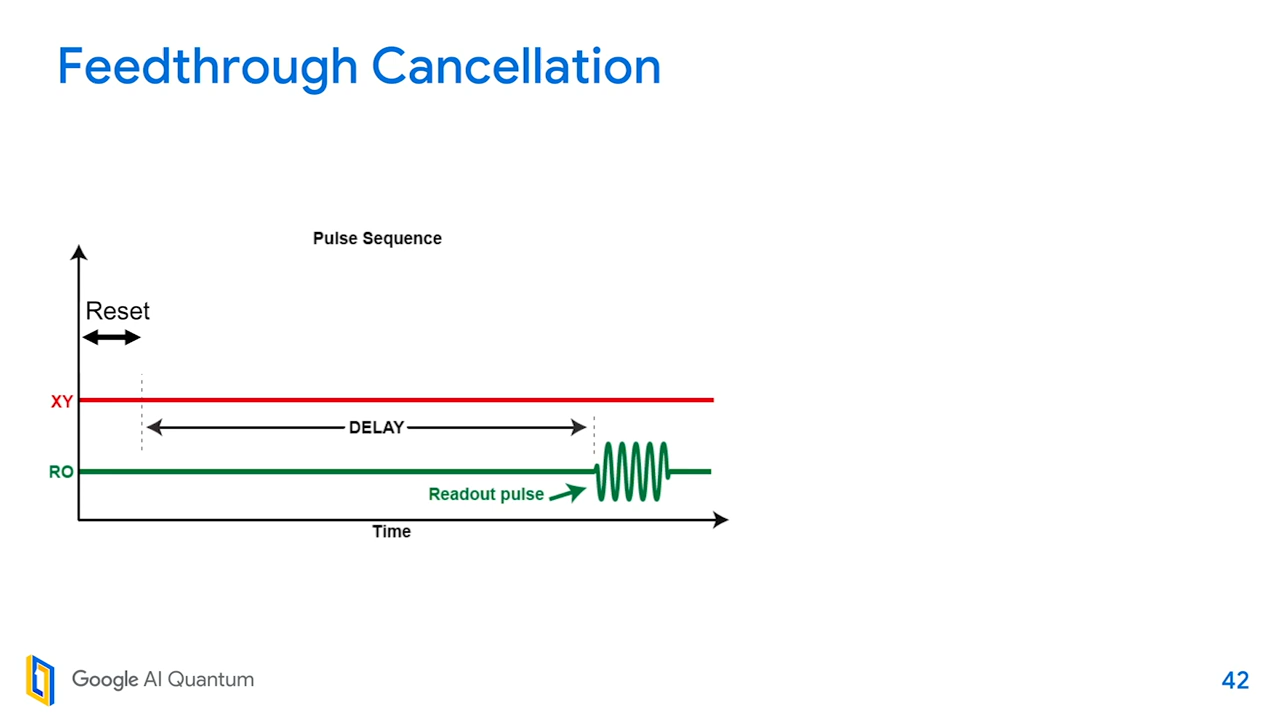 Feedthrough Cancellation
Pulse Sequence
Reset
XY
DELAY
RO
Readout pulse
Time
Google AI Quantum
42